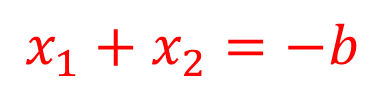 x₁ + x₂ = −b